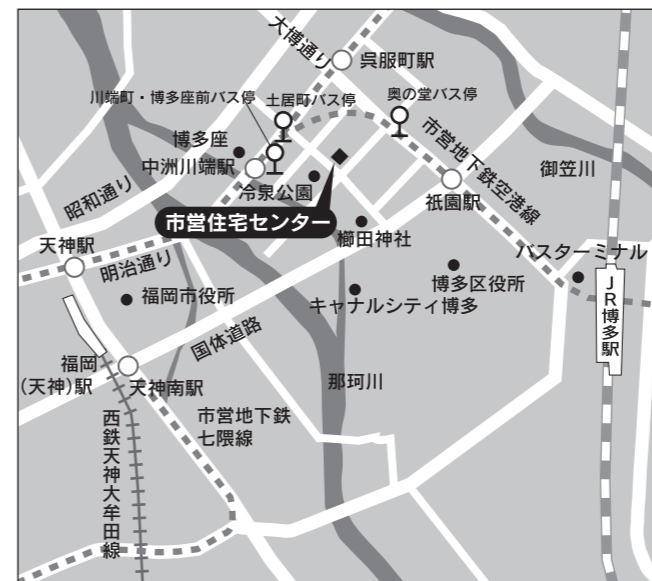 大博通り
呉服町駅
川端町・博多座前バス停
土居町バス停
奥の堂バス停
博多座
中洲川端駅
市営地下鉄空港線
御笠川
昭和通り
冷泉公園
祇園駅
市営住宅センター
櫛田神社
天神駅
明治通り
バスターミナル
福岡市役所
博多区役所
キャナルシティ博多
JR博多駅
国体道路
福岡
(天神)駅
天神南駅
那珂川
市営地下鉄
七隈線
西鉄天神大牟田線